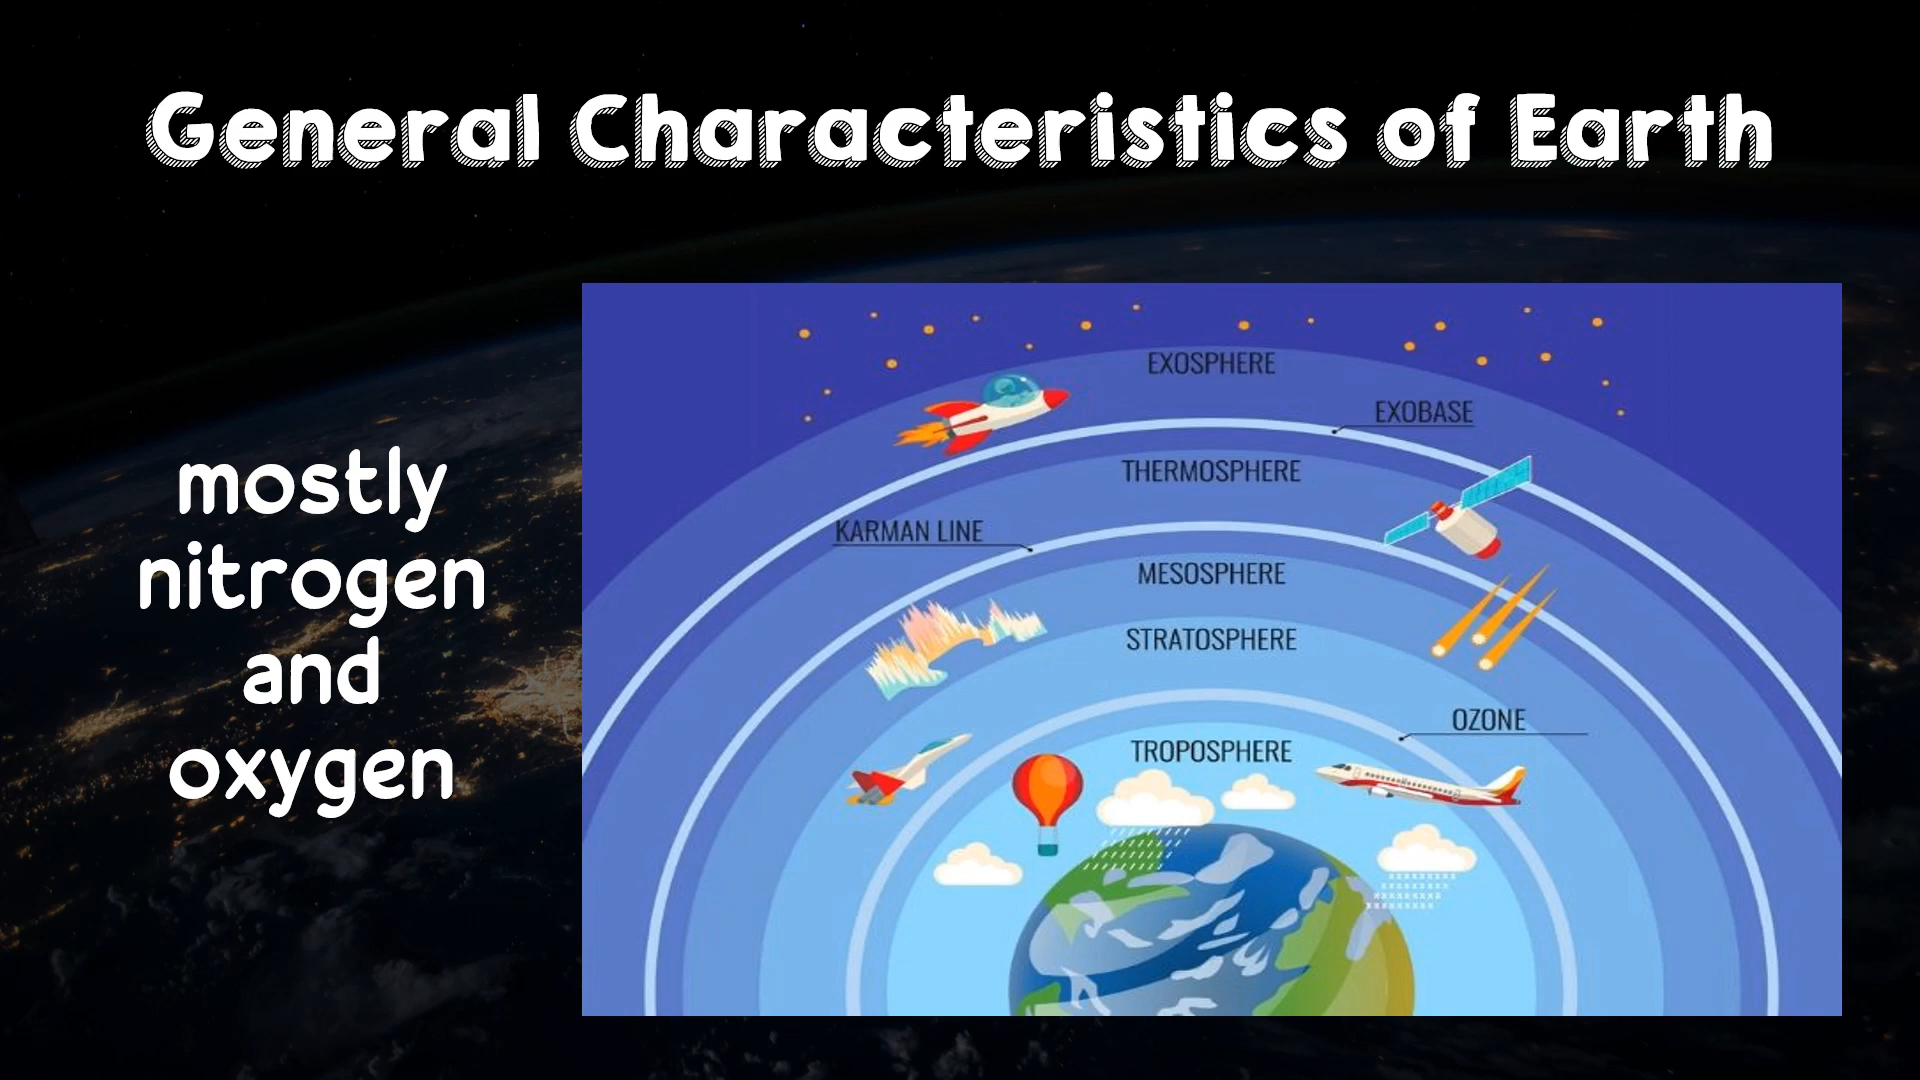 General Characteristics of Earth
mostly
nitrogen
and
oxygen
EXOSPHERE
EXOBASE
THERMOSPHERE
KARMAN LINE
MESOSPHERE
STRATOSPHERE
OZONE
TROPOSPHERE